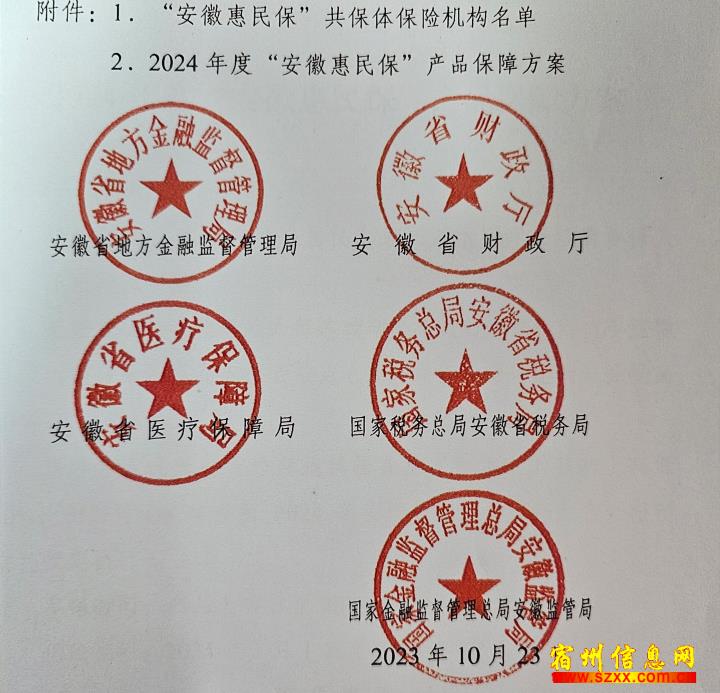 附件：1．“安徽惠民保”共保体保险机构名单
2．2024年度“安徽惠民保”产品保障方案
安徽省地方金融监督管理局
安徽省财政厅
安徽省地方金融监督管理局
安徽省财政厅
安徽省医疗保障局
国家税务总局安徽省税务局
安徽省医疗保障局
国家税务总局安徽省税务局
国家金融监督管理总局安徽监管局
国家金融监督管理总局安徽监管局
2023年10月23
宿州信息网
www.szxx.com.cn